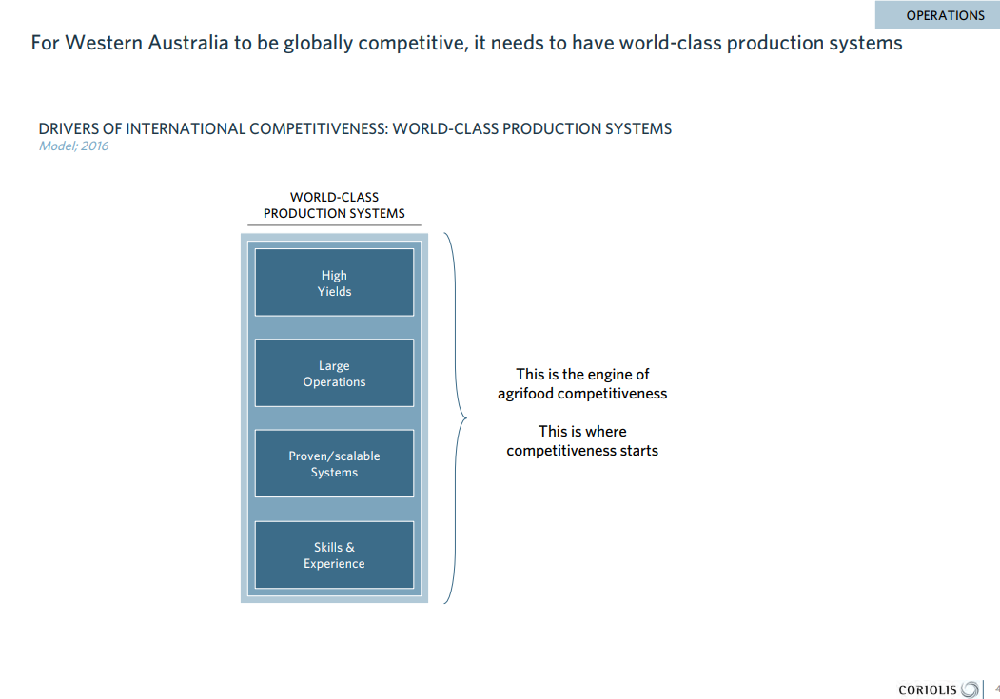 OPERATIONS
For Western Australia to be globally competitive, it needs to have world-class production systems
DRIVERS OF INTERNATIONAL COMPETITIVENESS: WORLD-CLASS PRODUCTION SYSTEMS
Model; 2016
WORLD-CLASS
PRODUCTION SYSTEMS
High
Yields
Large
Operations
Proven/scalable
Systems
Skills &
Experience
This is the engine of
agrifood competitiveness
This is where
competitiveness starts
CORIOLIS